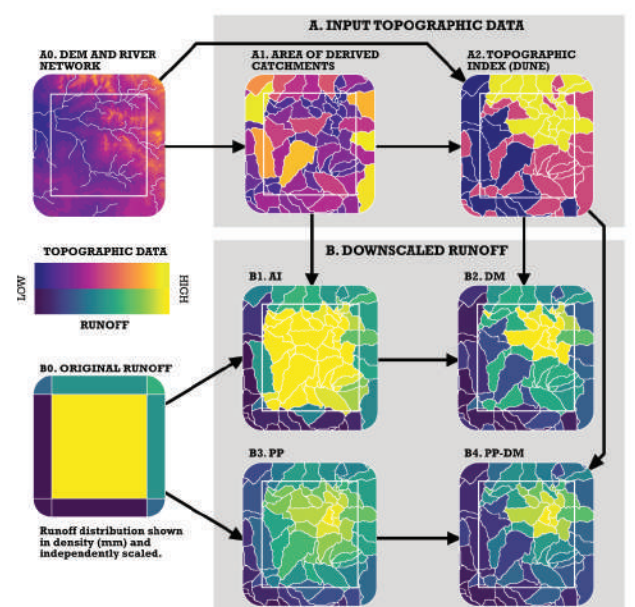 A. INPUT TOPOGRAPHIC DATA
A0. DEM AND RIVER
NETWORK
A1. AREA OF DERIVED
CATCHMENTS
A2. TOPOGRAPHIC
INDEX (DUNE)
TOPOGRAPHIC DATA
LOW
HIGH
RUNOFF
B. DOWNSCALED RUNOFF
B1. AI
B2. DM
B0. ORIGINAL RUNOFF
B3. PP
B4. PP-DM
Runoff distribution shown
in density (mm) and
independently scaled.